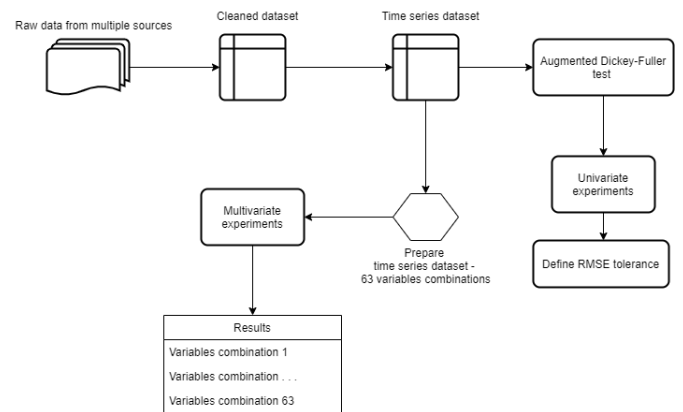 Raw data from multiple sources
Cleaned dataset
Time series dataset
Augmented Dickey-Fuller
test
Univariate
experiments
Define RMSE tolerance
Prepare
time series dataset -
63 variables combinations
Multivariate
experiments
Results
Variables combination 1
Variables combination . . .
Variables combination 63